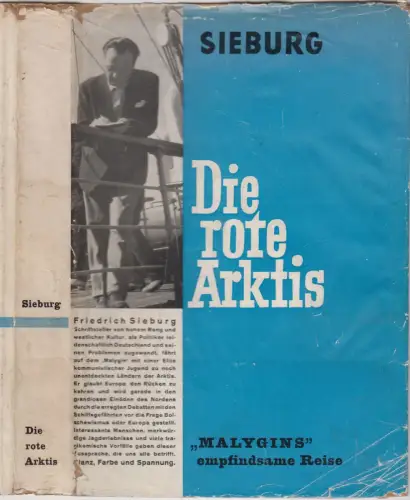 Sieburg
Die
rote
Arktis
Friedrich Sieburg
Schriftsteller von hohem Rang und
westlicher Kultur, als Politiker lei-
denschaftlich Deutschland und sei-
nen Problemen zugewandt, fährt
auf dem „Malygin" mit einer Elite
kommunistischer Jugend zu noch
unentdeckten Ländern der Arktis.
Er glaubt Europa den Rücken zu
kehren und wird gerade in den
grandiosen Einöden des Nordens
durch die erregten Debatten mit den
Schiffsgefährten vor die Frage Bol-
schewismus oder Europa gestellt.
Interessante Menschen, merkwür-
dige Jagderlebnisse und viele tra-
gikomische Vorfälle geben dieser
Aussprache, die uns alle betrifft,
Glanz, Farbe und Spannung.
SIEBURG
Die
rote
Arktis
„MALYGINS"
empfindsame Reise